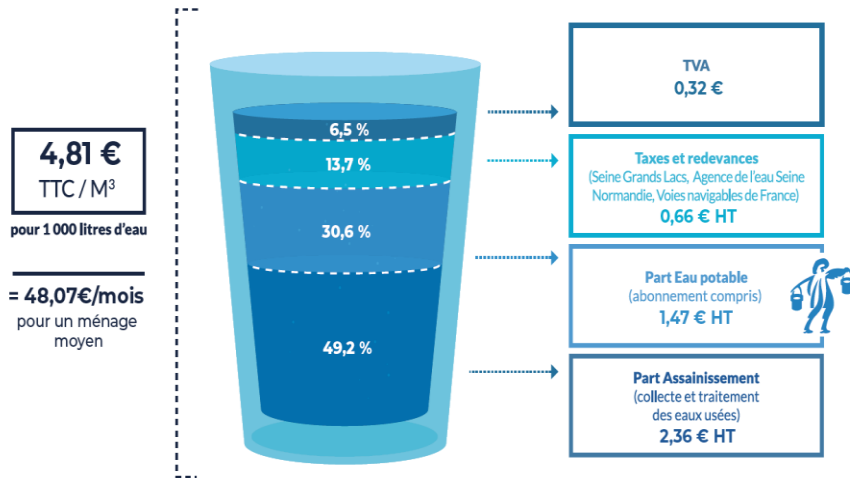 4,81 €
TTC / M³
pour 1 000 litres d'eau
= 48,07€/mois
pour un ménage
moyen
6,5 %
13,7 %
30,6 %
49,2 %
TVA
0,32 €
Taxes et redevances
(Seine Grands Lacs, Agence de l'eau Seine
Normandie, Voies navigables de France)
0,66 € HT
Part Eau potable
(abonnement compris)
1,47 € HT
Part Assainissement
(collecte et traitement
des eaux usées)
2,36 € HT